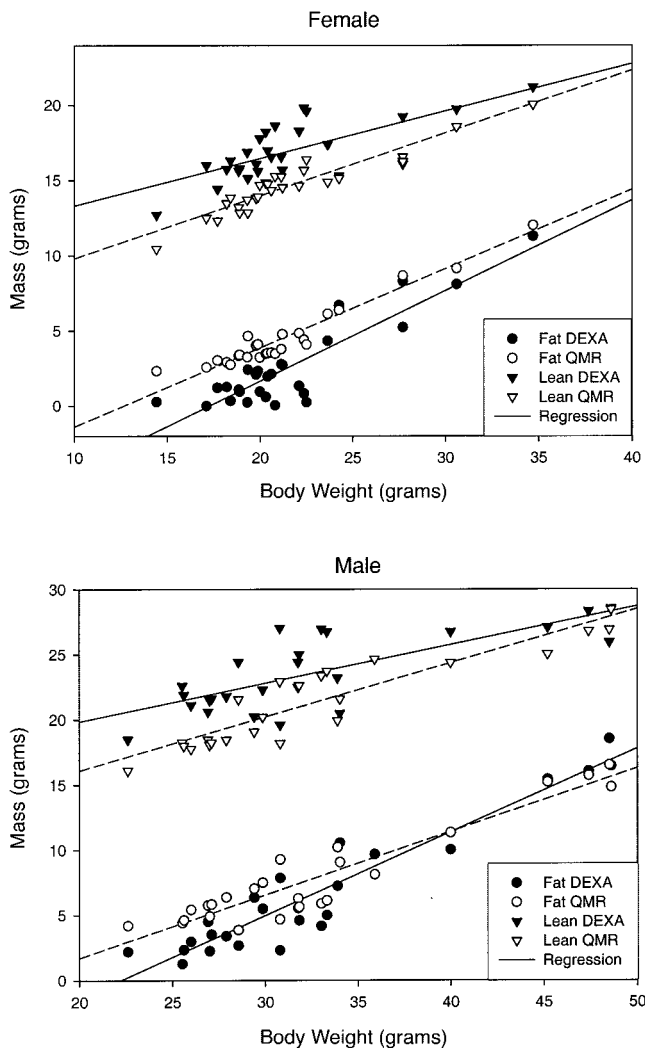 Female
Mass (grams)
20
15
10
5
0
Fat DEXA
Fat QMR
Lean DEXA
Lean QMR
Regression
10 15 20 25 30 35 40
Body Weight (grams)
Male
Mass (grams)
30
25
20
15
10
5
0
Fat DEXA
Fat QMR
Lean DEXA
Lean QMR
Regression
20 25 30 35 40 45 50
Body Weight (grams)